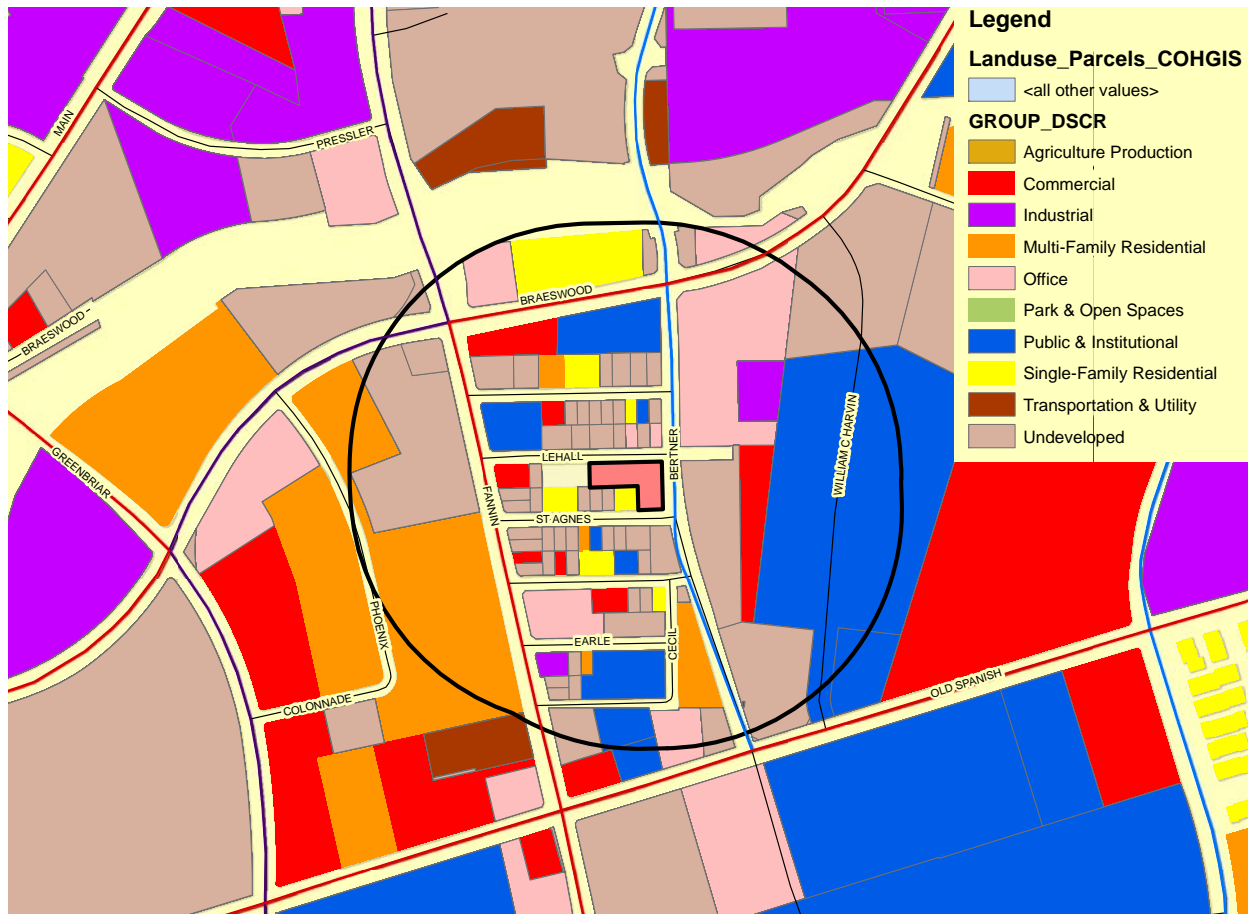 Legend
Landuse_Parcels_COHGIS
<all other values>
GROUP_DSCR
Agriculture Production
Commercial
Industrial
Multi-Family Residential
Office
Park & Open Spaces
Public & Institutional
Single-Family Residential
Transportation & Utility
Undeveloped
MAIN
PRESSLER
BRAESWOOD
BRAESWOOD
GREENBRIAR
LEHALL
BERTNER
WILLIAM C HARVIN
FANNIN
ST AGNES
PHOENIX
EARLE
CECIL
COLONNADE
OLD SPANISH